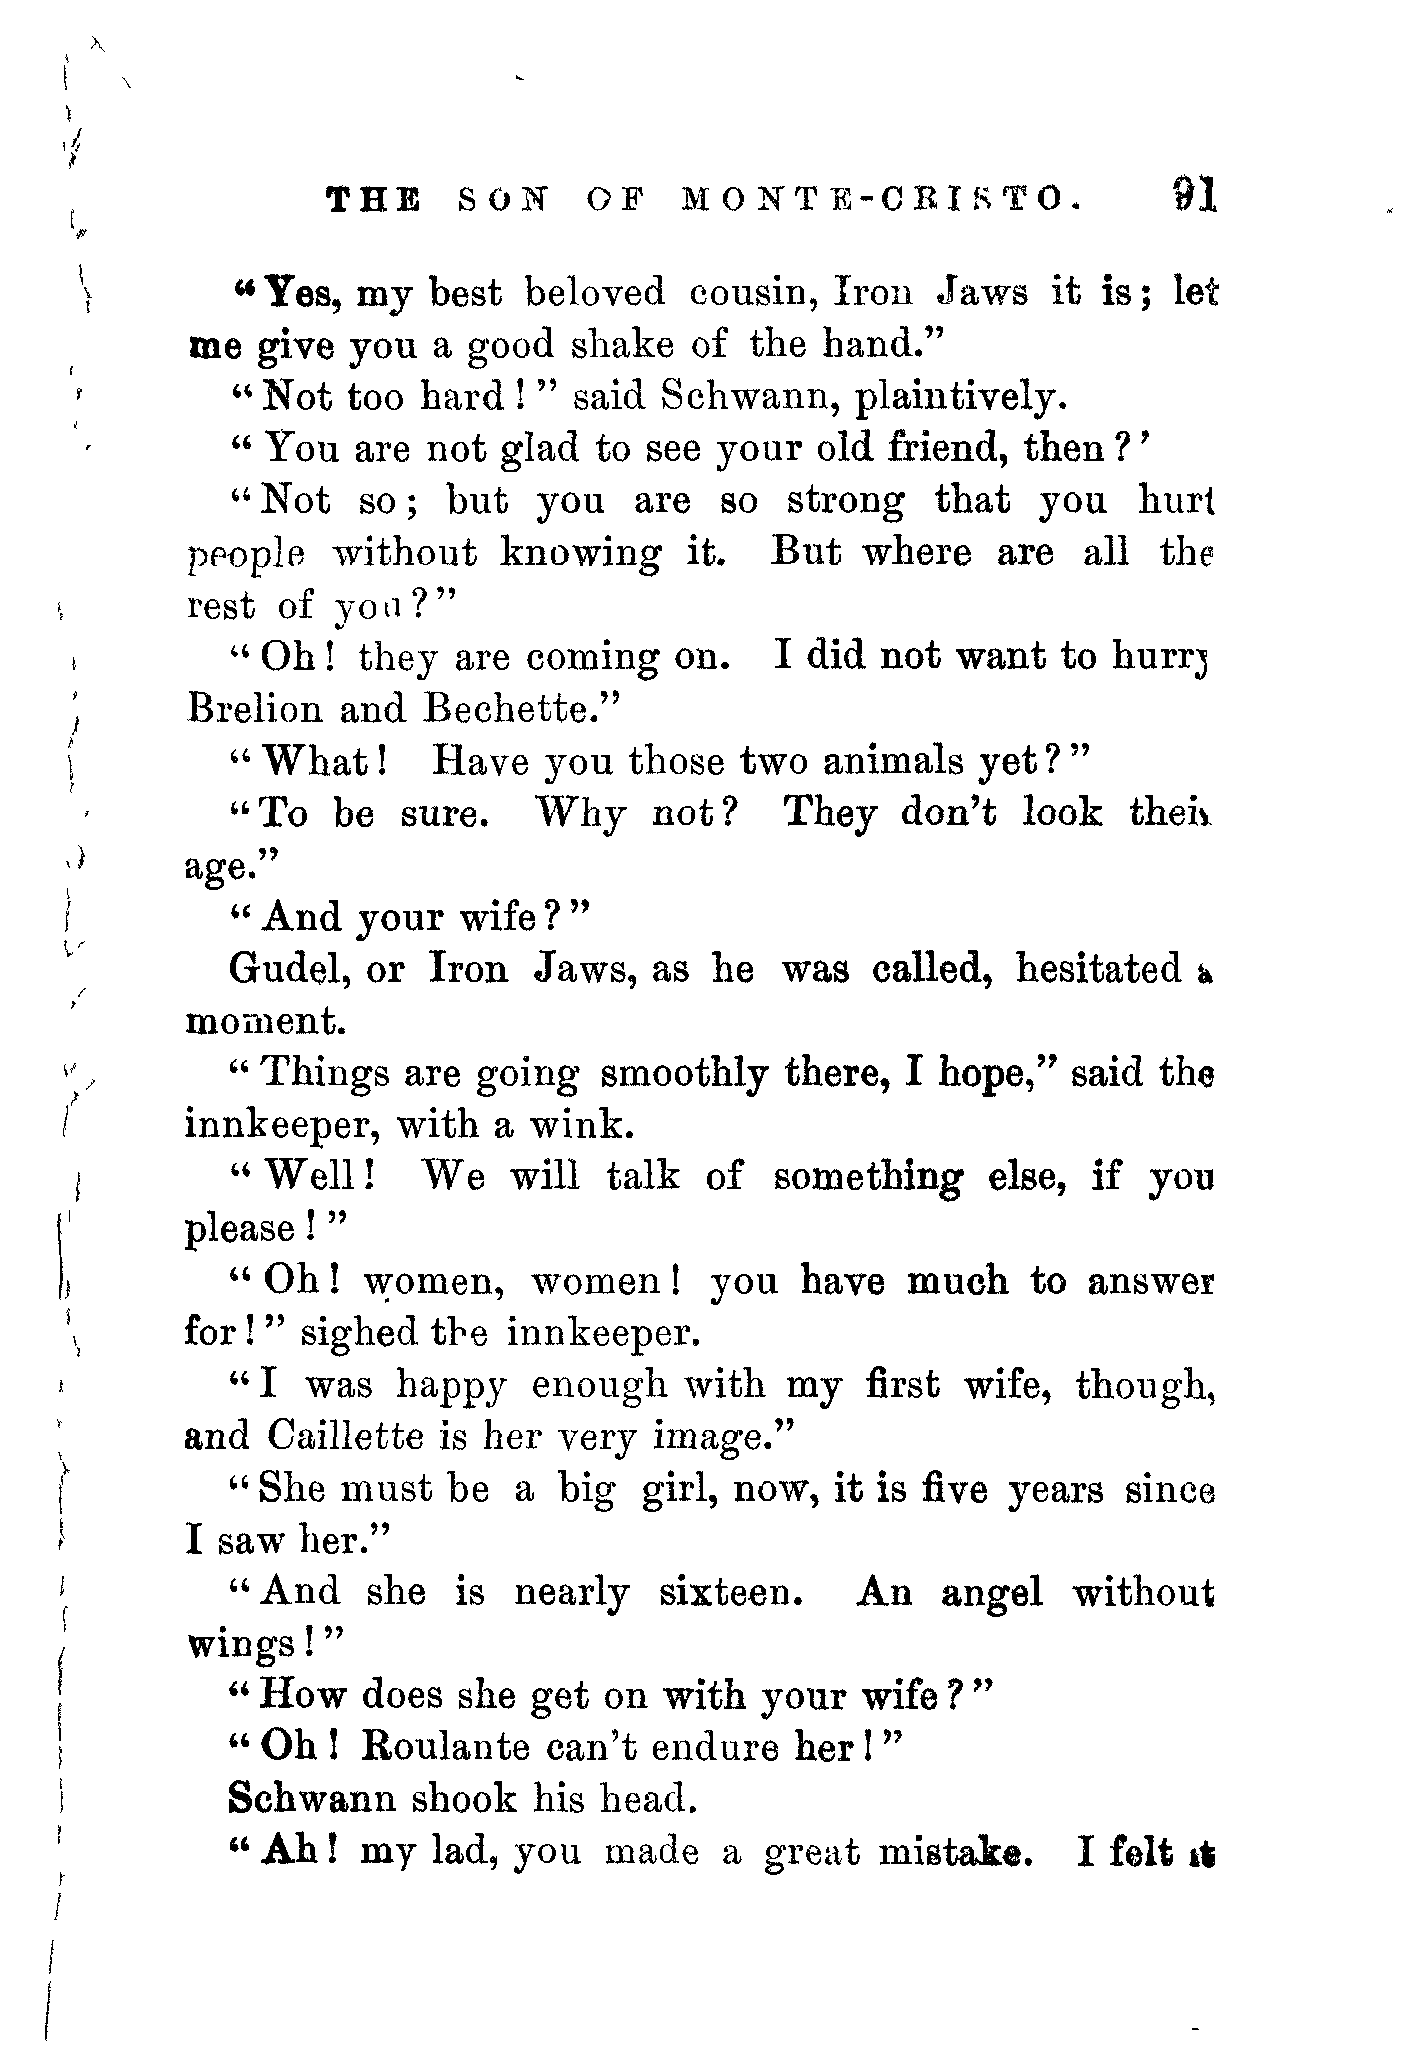 THE SON OF MONTE-CRISTO. 91
“Yes, my best beloved cousin, Iron Jaws it is; let
me give you a good shake of the hand.”
“Not too hard!” said Schwann, plaintively.
“You are not glad to see your old friend, then?’
“Not so; but you are so strong that you hurt
people without knowing it. But where are all the
rest of you?”
“Oh! they are coming on. I did not want to hurry
Brelion and Bechette.”
“What! Have you those two animals yet?”
“To be sure. Why not? They don’t look their
age.”
“And your wife?”
Gudel, or Iron Jaws, as he was called, hesitated a
moment.
“Things are going smoothly there, I hope,” said the
innkeeper, with a wink.
“Well! We will talk of something else, if you
please!”
“Oh! women, women! you have much to answer
for!” sighed the innkeeper.
“I was happy enough with my first wife, though,
and Caillette is her very image.”
“She must be a big girl, now, it is five years since
I saw her.”
“And she is nearly sixteen. An angel without
wings!”
“How does she get on with your wife?”
“Oh! Roulante can’t endure her!”
Schwann shook his head.
“Ah! my lad, you made a great mistake. I felt it